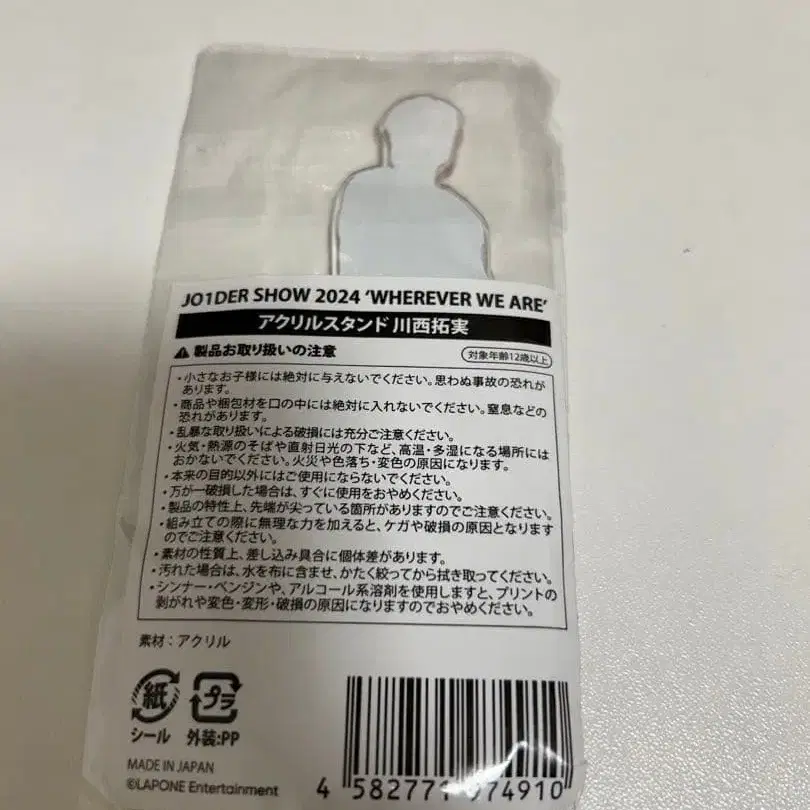 JO1DER SHOW 2024 'WHEREVER WE ARE'
アクリルスタンド 川西拓実
製品お取り扱いの注意
対象年齢12歳以上
・小さなお子様には絶対に与えないでください。思わぬ事故の恐れが
あります。
・商品や梱包材を口の中には絶対に入れないでください。窒息などの
恐れがあります。
・乱暴な取り扱いによる破損には充分ご注意ください。
・火気・熱源のそばや直射日光の下など、高温・多湿になる場所には
おかないでください。火災や色落ち・変色の原因になります。
・本来の目的以外にはご使用にならないでください。
・万が一破損した場合は、すぐに使用をおやめください。
・製品の特性上、先端が尖っている箇所がありますのでご注意ください。
・組み立ての際に無理な力を加えると、ケガや破損の原因となります
のでご注意ください。
・素材の性質上、差し込み具合に個体差があります。
・汚れた場合は、水を布に含ませ、かたく絞ってから拭き取ってください。
・シンナー・ベンジンや、アルコール系溶剤を使用しますと、プリントの
剥がれや変色・変形・破損の原因になりますのでおやめください。
素材：アクリル
紙 プラ
シール 外装:PP
MADE IN JAPAN
©LAPONE Entertainment
4 582771 074910